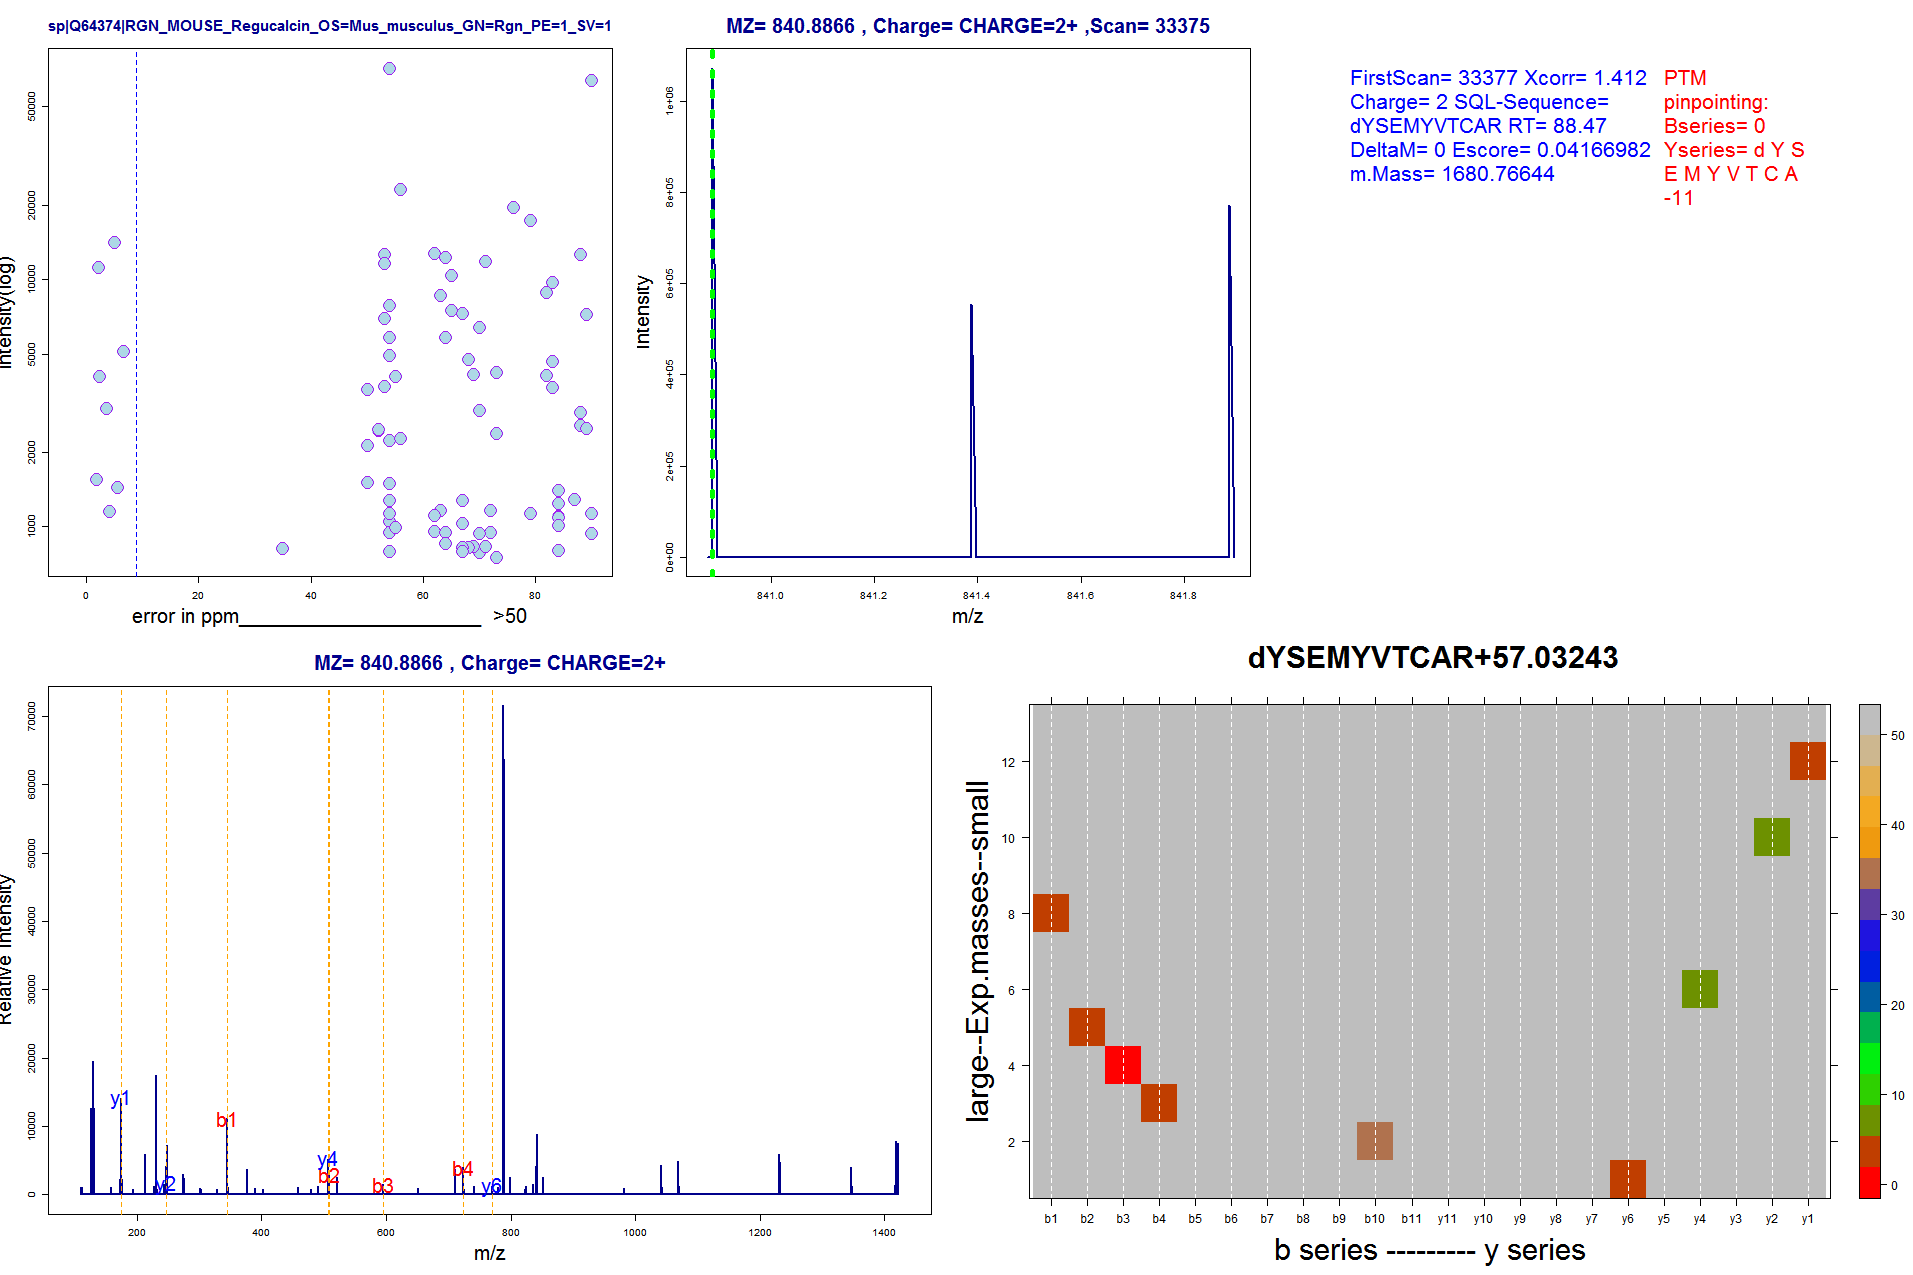 sp|Q64374|RGN_MOUSE_Regucalcin_OS=Mus_musculus_GN=Rgn_PE=1_SV=1
Intensity(log)
50000
20000
10000
5000
2000
1000
0 20 40 60 80
error in ppm______________________ >50
MZ= 840.8866 , Charge= CHARGE=2+ ,Scan= 33375
Intensity
1e+06
8e+05
6e+05
4e+05
2e+05
0e+00
841.0 841.2 841.4 841.6 841.8
m/z
FirstScan= 33377 Xcorr= 1.412
Charge= 2 SQL-Sequence=
dYSEMYVTCAR RT= 88.47
DeltaM= 0 Escore= 0.04166982
m.Mass= 1680.76644
PTM
pinpointing:
Bseries= 0
Yseries= d Y S
E M Y V T C A
-11
MZ= 840.8866 , Charge= CHARGE=2+
Relative Intensity
70000
60000
50000
40000
30000
20000
10000
0
y1
y2
b1
y4
b2
b3
b4
y6
200 400 600 800 1000 1200 1400
m/z
dYSEMYVTCAR+57.03243
large--Exp.masses--small
12
10
8
6
4
2
b1 b2 b3 b4 b5 b6 b7 b8 b9 b10 b11 y11 y10 y9 y8 y7 y6 y5 y4 y3 y2 y1
b series --------- y series
50
40
30
20
10
0